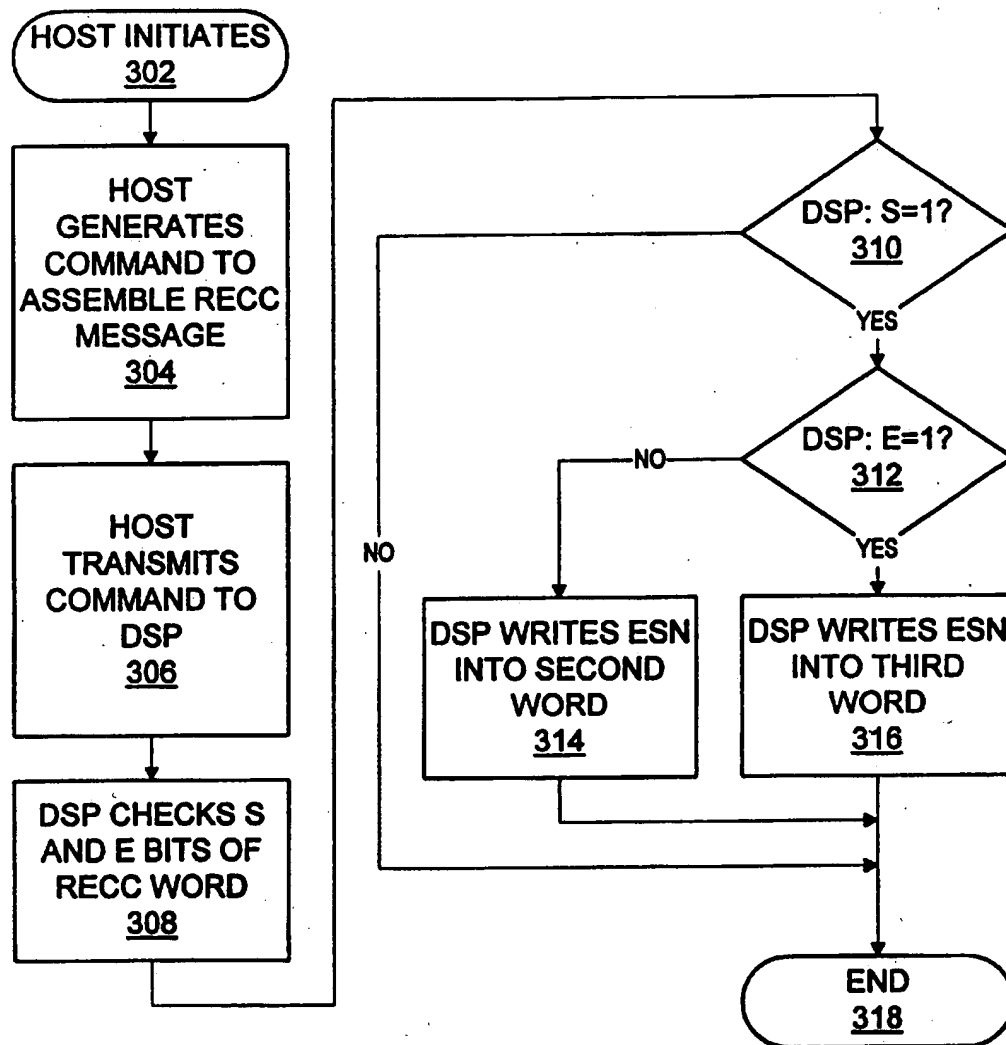 HOST INITIATES
302
HOST
GENERATES
COMMAND TO
ASSEMBLE RECC
MESSAGE
304
HOST
TRANSMITS
COMMAND TO
DSP
306
DSP CHECKS S
AND E BITS OF
RECC WORD
308
DSP: S=1?
310
YES
NO
DSP: E=1?
312
NO
YES
DSP WRITES ESN
INTO SECOND
WORD
314
DSP WRITES ESN
INTO THIRD
WORD
316
END
318